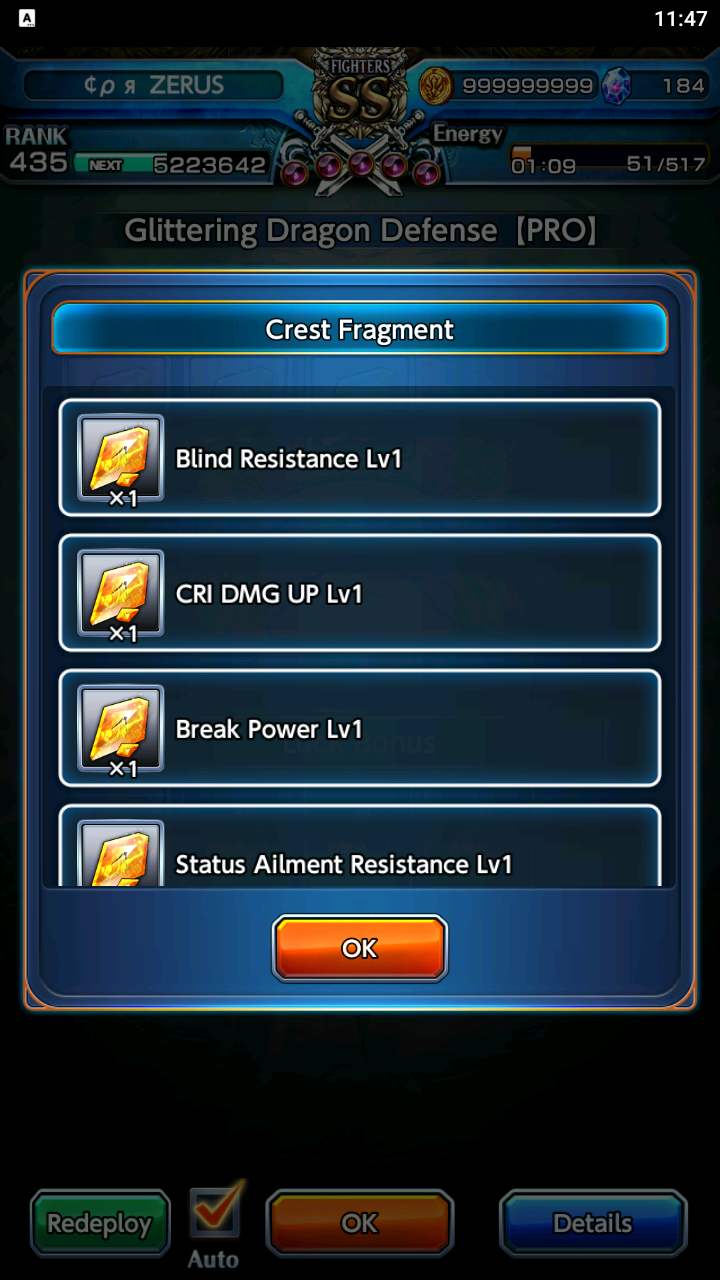 A
11:47
FIGHTERS
SS
¢ρ я ZERUS
999999999
184
RANK
435
NEXT
5223642
Energy
01:09
51/517
Glittering Dragon Defense【PRO】
Crest Fragment
Blind Resistance Lv1
×1
CRI DMG UP Lv1
×1
Break Power Lv1
×1
Luck Bonus
Status Ailment Resistance Lv1
OK
Redeploy
Auto
OK
Details